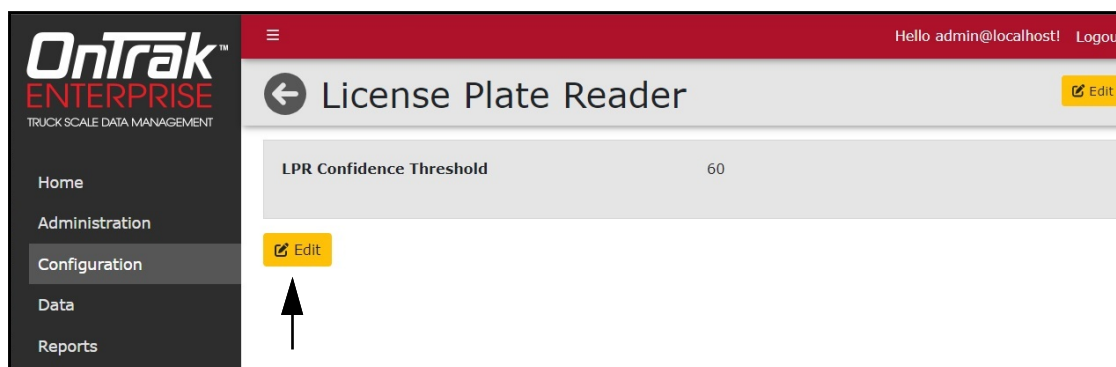 OnTrak™
ENTERPRISE
TRUCK SCALE DATA MANAGEMENT
Hello admin@localhost! Logou
License Plate Reader
Edit
LPR Confidence Threshold 60
Edit
Home
Administration
Configuration
Data
Reports